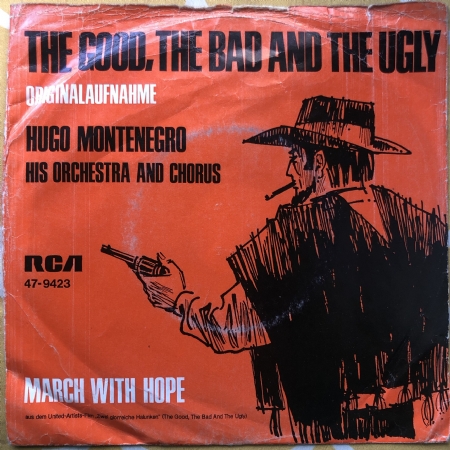 THE GOOD, THE BAD AND THE UGLY
ORIGINALAUFNAHME
HUGO MONTENEGRO
HIS ORCHESTRA AND CHORUS
RCA
47-9423
MARCH WITH HOPE
aus dem United-Artists-Film "Zwei glorreiche Halunken" (The Good, The Bad And The Ugly)